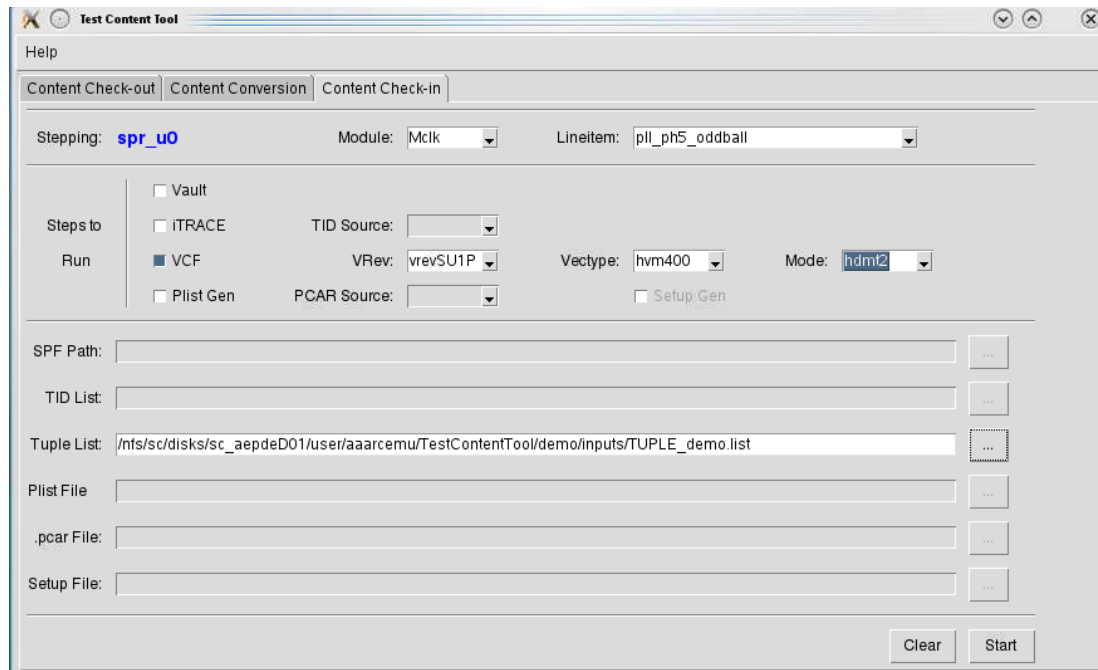 Test Content Tool
Help
Content Check-out Content Conversion Content Check-in
Stepping: spr_u0 Module: Mclk Lineitem: pll_ph5_oddball
Vault
Steps to iTRACE TID Source:
Run VCF VRev: vrevSU1P Vectype: hvm400 Mode: hdmt2
Plist Gen PCAR Source: Setup Gen
SPF Path: ...
TID List: ...
Tuple List: /nfs/sc/disks/sc_aepdeD01/user/aaarcemu/TestContentTool/demo/inputs/TUPLE_demo.list ...
Plist File ...
.pcar File: ...
Setup File: ...
Clear Start